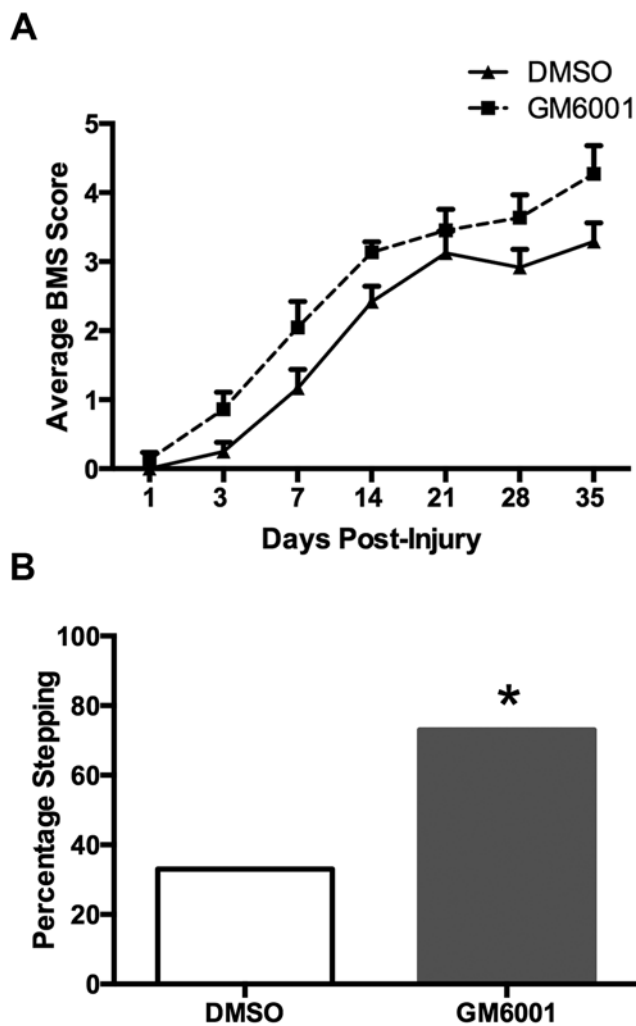 A
DMSO
GM6001
5
4
3
2
1
0
Average BMS Score
1 3 7 14 21 28 35
Days Post-Injury
B
100
80
60
40
20
0
Percentage Stepping
*
DMSO GM6001